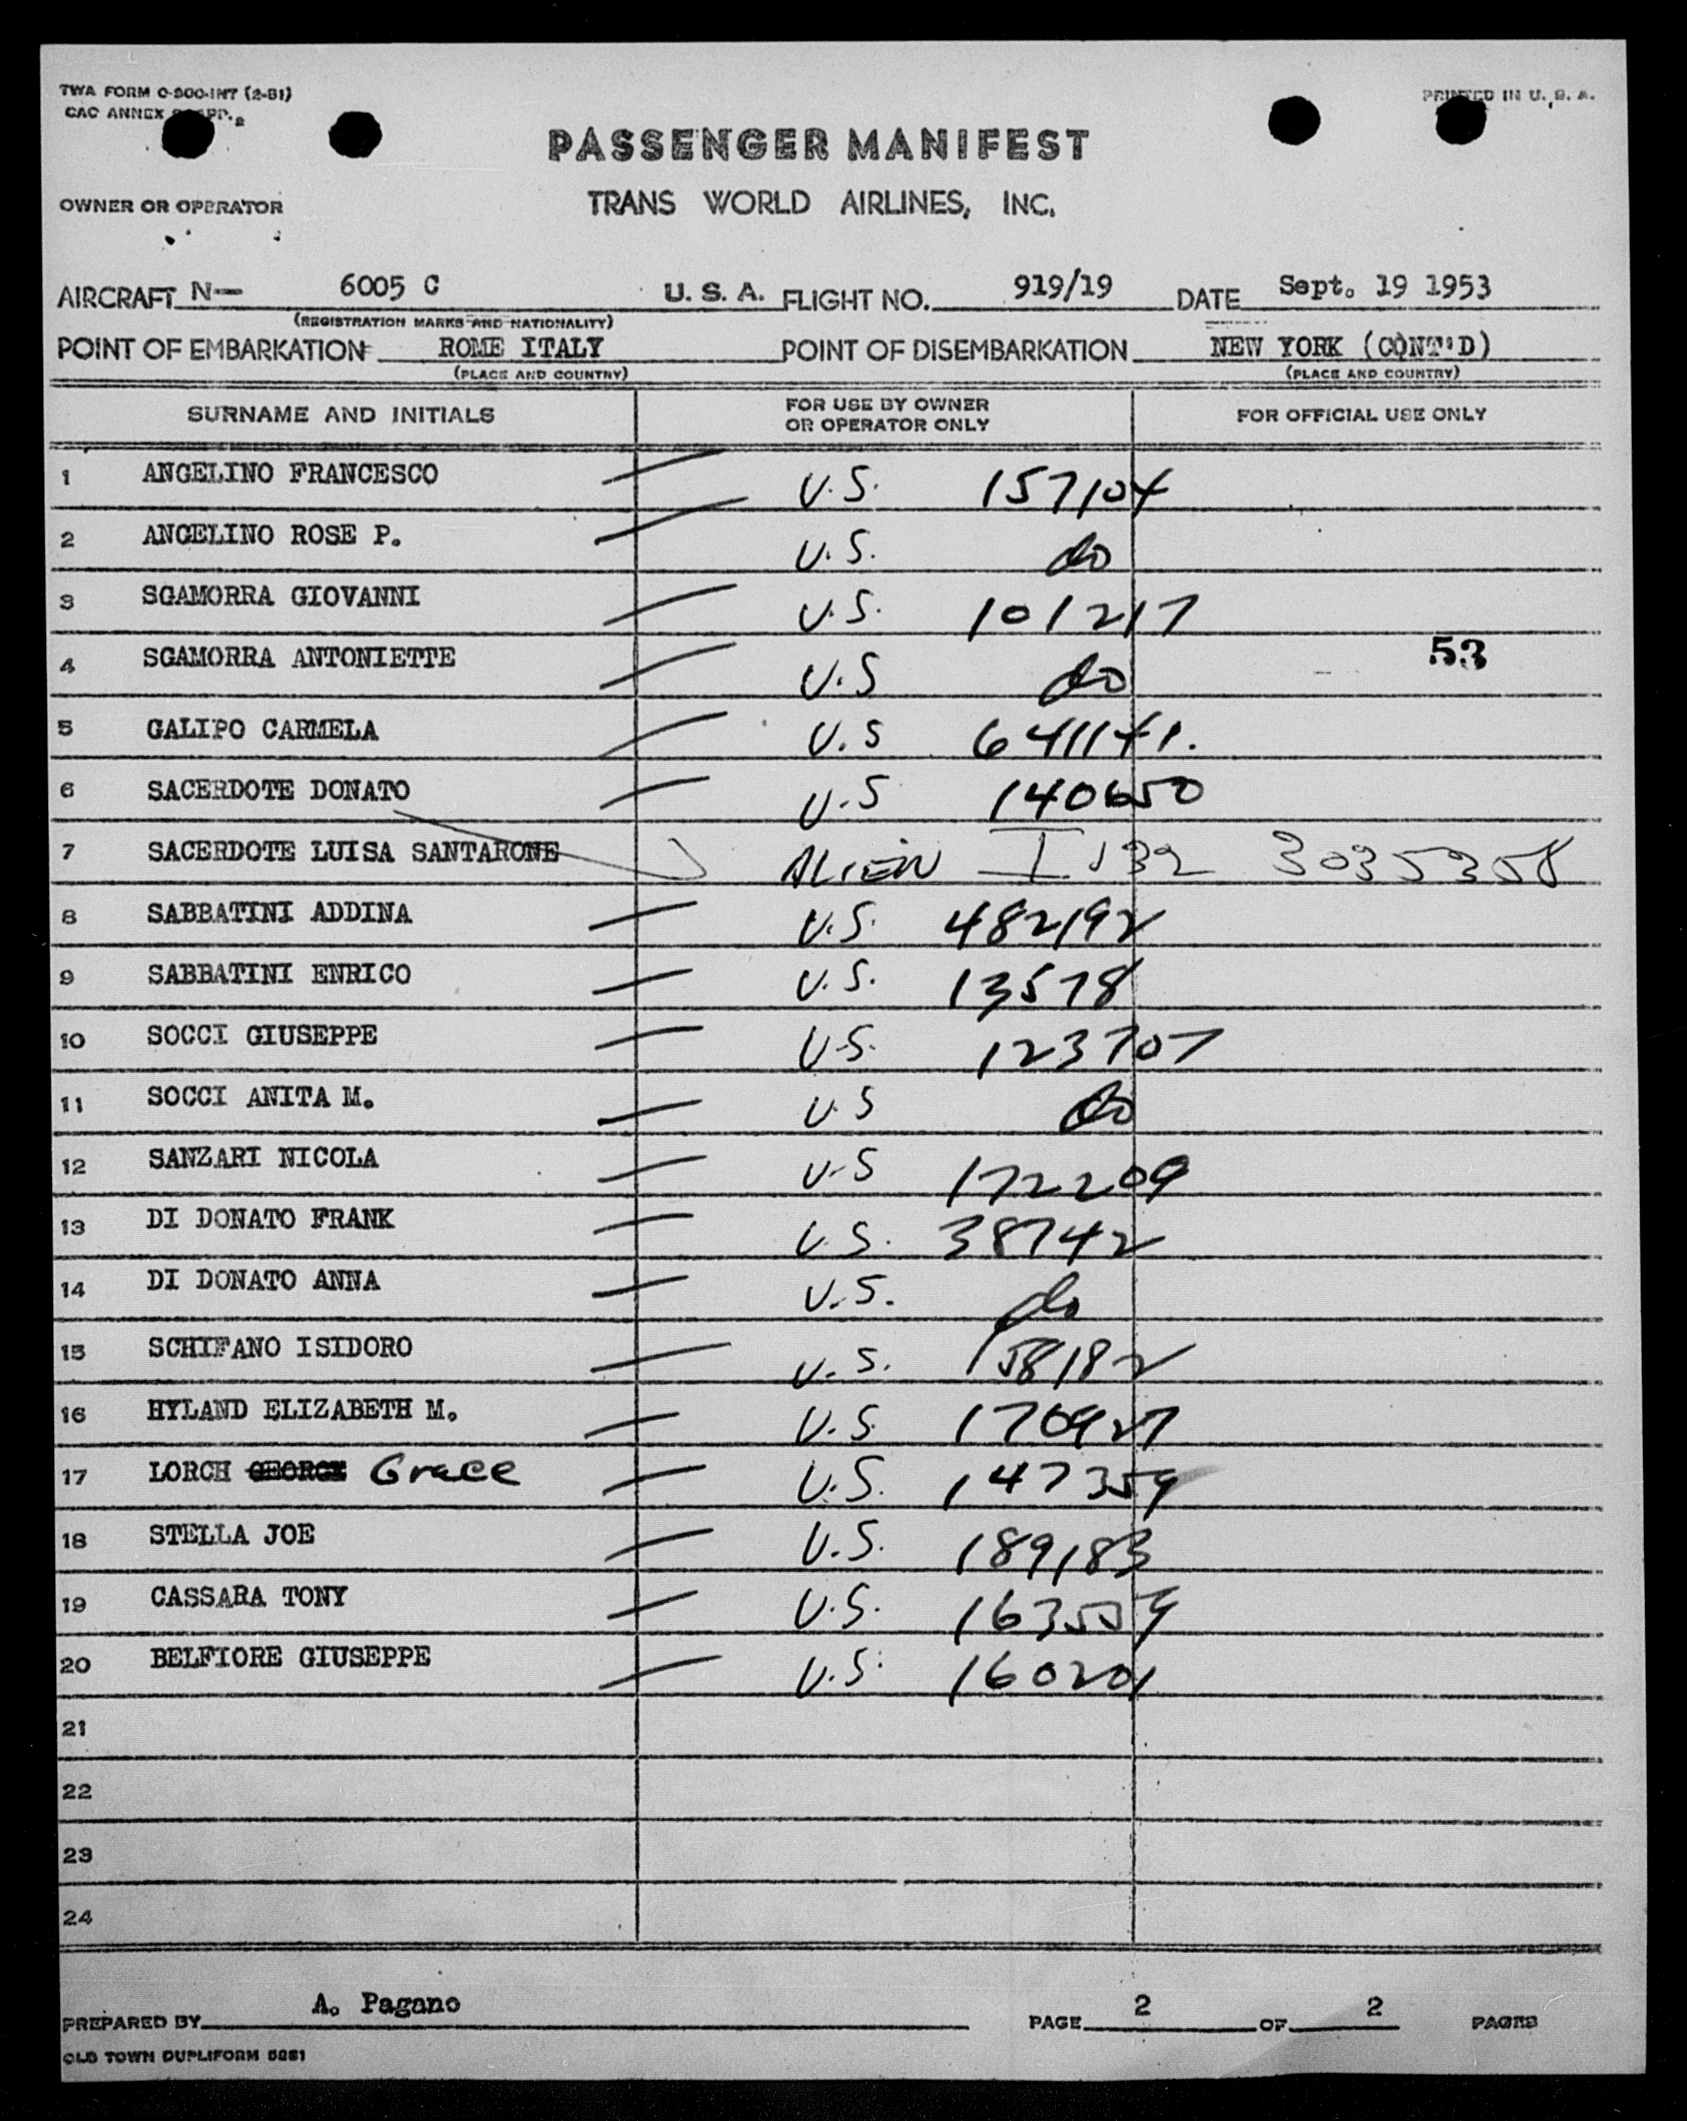 TWA FORM O-800-INT (2-51)
PRINTED IN U. S. A.
CAC ANNEX
PASSENGER MANIFEST
TRANS WORLD AIRLINES, INC.
OWNER OR OPERATOR
AIRCRAFT N- 6005 C U. S. A. FLIGHT NO. 919/19 DATE Sept. 19 1953
(REGISTRATION MARKS AND NATIONALITY)
POINT OF EMBARKATION ROME ITALY POINT OF DISEMBARKATION NEW YORK (CONT'D)
(PLACE AND COUNTRY) (PLACE AND COUNTRY)
SURNAME AND INITIALS FOR USE BY OWNER OR OPERATOR ONLY FOR OFFICIAL USE ONLY
1 ANGELINO FRANCESCO U.S. 157104
2 ANGELINO ROSE P. U.S. do
3 SGAMORRA GIOVANNI U.S. 101217
4 SGAMORRA ANTONIETTE U.S do 53
5 GALIPO CARMELA U.S 641141.
6 SACERDOTE DONATO U.S 140650
7 SACERDOTE LUISA SANTARONE ALIEN I 532 3035358
8 SABBATINI ADDINA U.S. 482192
9 SABBATINI ENRICO U.S. 13578
10 SOCCI GIUSEPPE U.S. 123707
11 SOCCI ANITA M. U.S do
12 SANZARI NICOLA U.S 172209
13 DI DONATO FRANK U.S. 38742
14 DI DONATO ANNA U.S. do
15 SCHIFANO ISIDORO U.S. 158182
16 HYLAND ELIZABETH M. U.S 170927
17 LORCH GEORGE Grace U.S. 147359
18 STELLA JOE U.S. 189183
19 CASSARA TONY U.S. 163559
20 BELFIORE GIUSEPPE U.S. 160201
21
22
23
24
PREPARED BY A. Pagano PAGE 2 OF 2 PAGES
OLD TOWN DUPLIFORM 5251